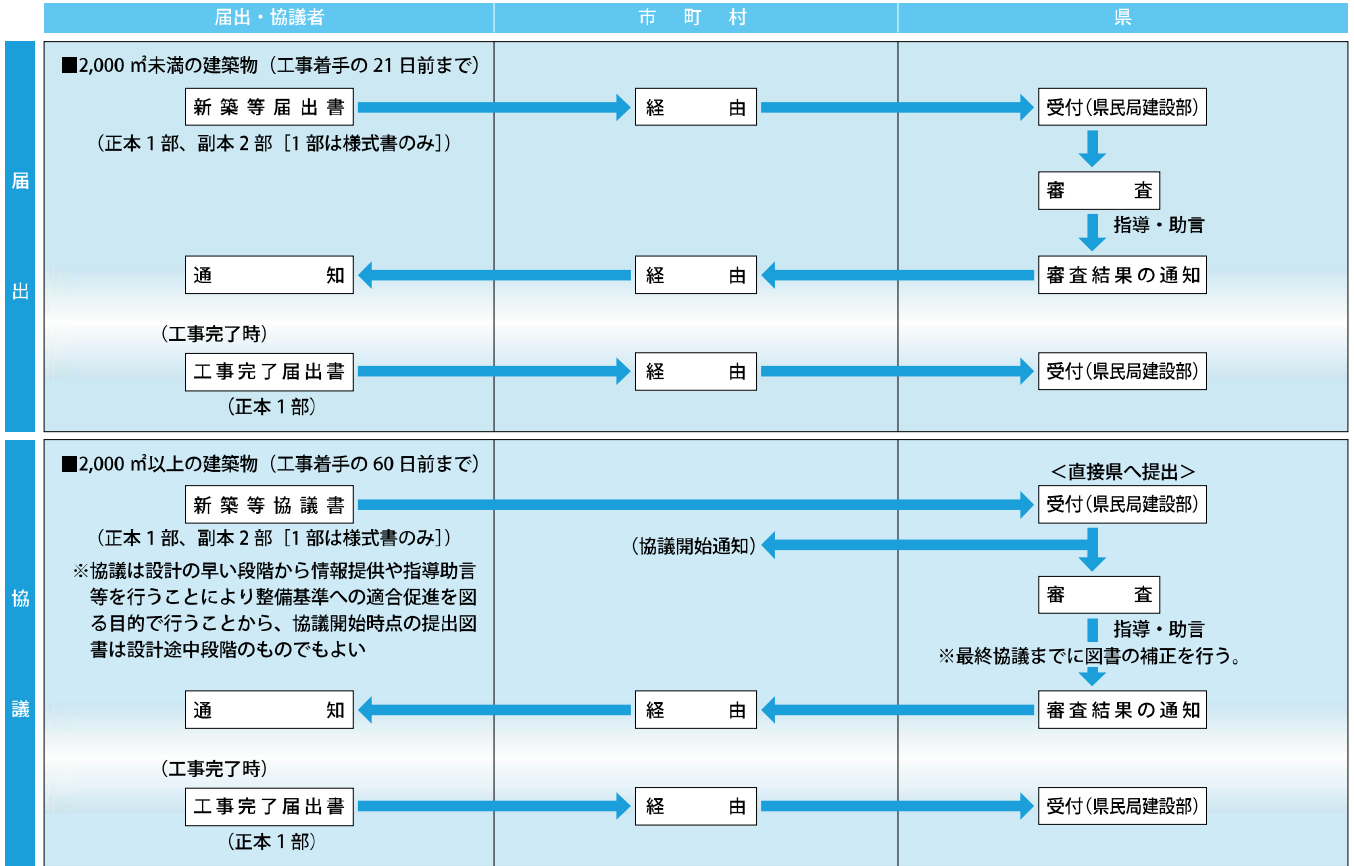 届出・協議者
市町村
県
届出
■2,000 ㎡未満の建築物（工事着手の 21 日前まで）
新築等届出書
経由
受付（県民局建設部）
（正本 1 部、副本 2 部［1 部は様式書のみ］）
審査
指導・助言
通知
経由
審査結果の通知
（工事完了時）
工事完了届出書
経由
受付（県民局建設部）
（正本 1 部）
協議
■2,000 ㎡以上の建築物（工事着手の 60 日前まで）
＜直接県へ提出＞
新築等協議書
受付（県民局建設部）
（正本 1 部、副本 2 部［1 部は様式書のみ］）
（協議開始通知）
※協議は設計の早い段階から情報提供や指導助言
等を行うことにより整備基準への適合促進を図
る目的で行うことから、協議開始時点の提出図
書は設計途中段階のものでもよい
審査
指導・助言
※最終協議までに図書の補正を行う。
通知
経由
審査結果の通知
（工事完了時）
工事完了届出書
経由
受付（県民局建設部）
（正本 1 部）